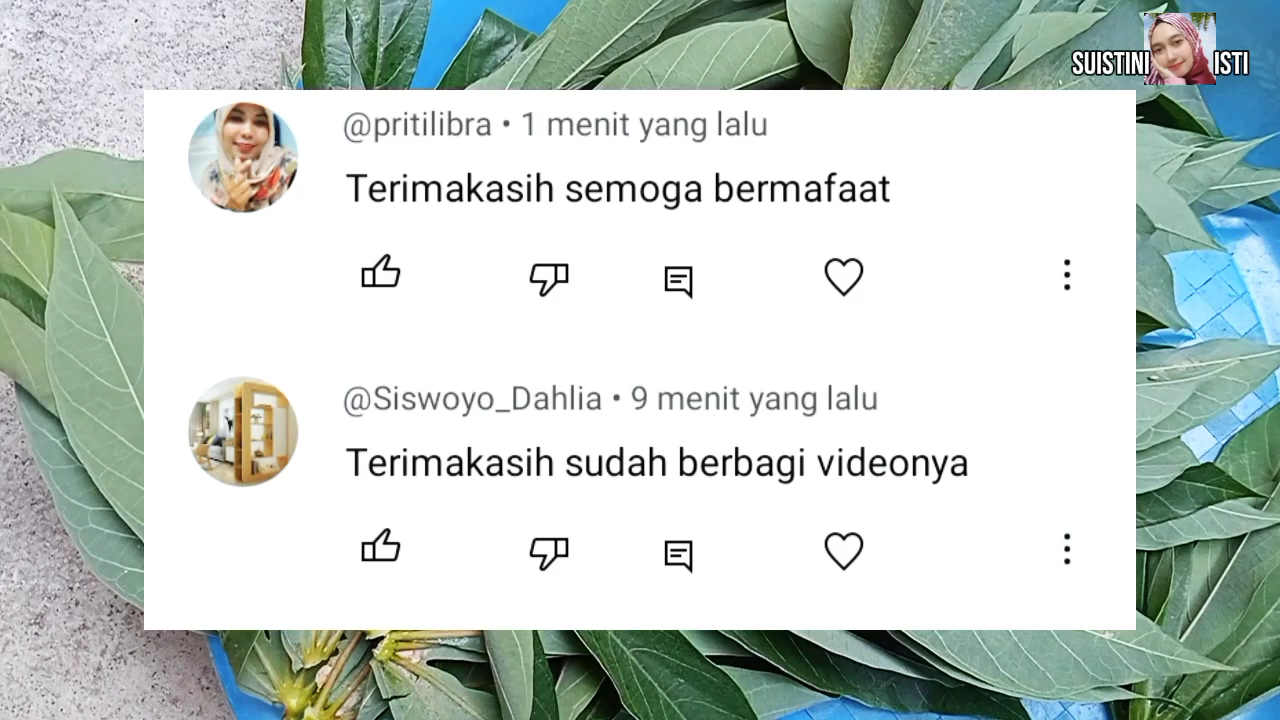 SUISTINI ISTI
@pritilibra • 1 menit yang lalu
Terimakasih semoga bermafaat
@Siswoyo_Dahlia • 9 menit yang lalu
Terimakasih sudah berbagi videonya